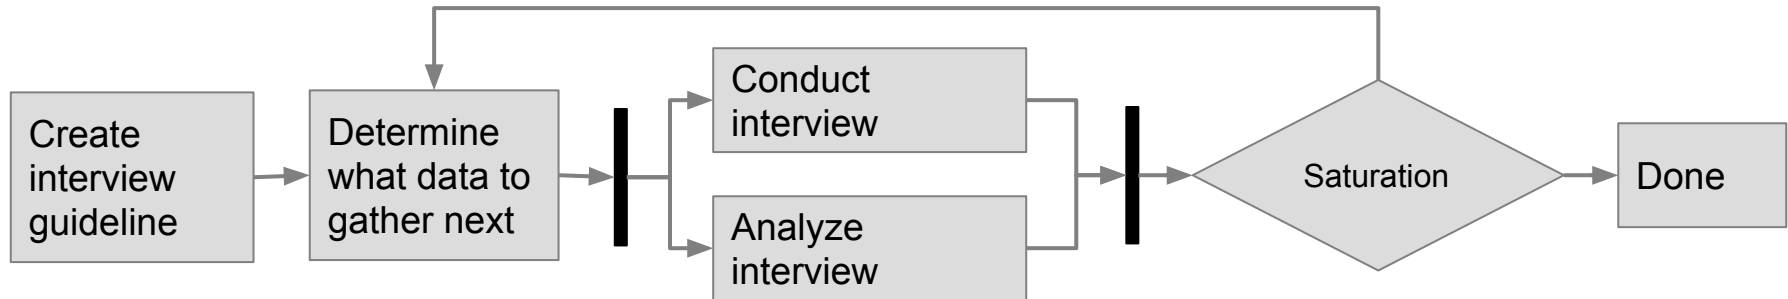 Create
interview
guideline
Determine
what data to
gather next
Conduct
interview
Analyze
interview
Saturation
Done